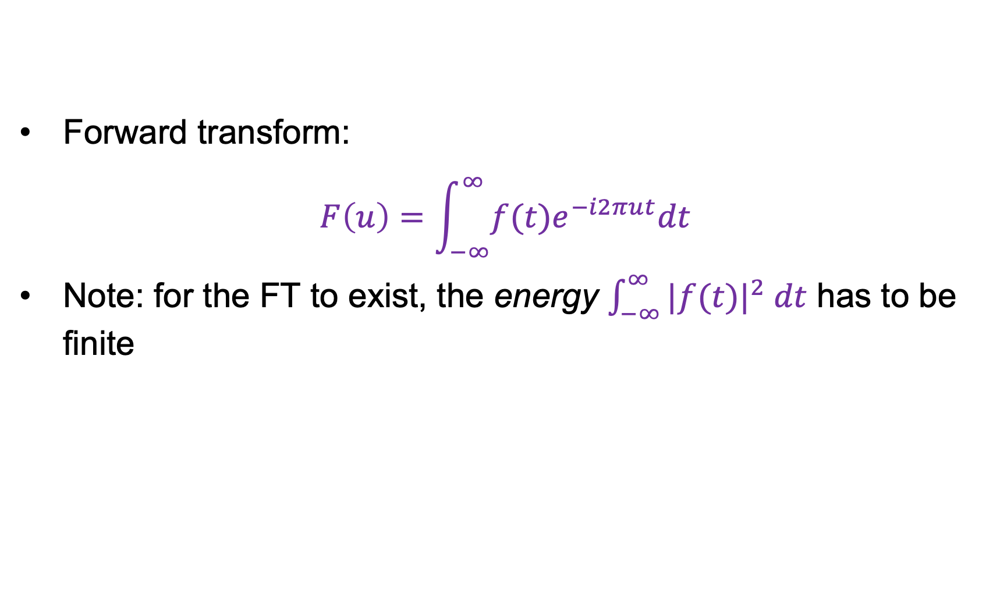 • Forward transform:
F(u) = ∫_{-∞}^{∞} f(t)e^{-i2πut} dt
• Note: for the FT to exist, the energy ∫_{-∞}^{∞} |f(t)|² dt has to be
finite